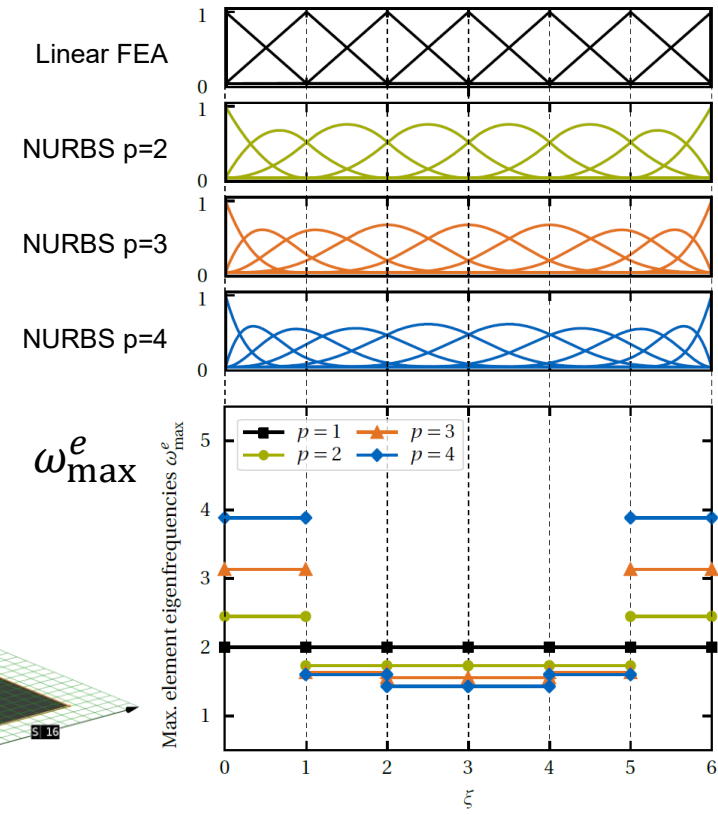 Linear FEA
1
0
NURBS p=2
1
0
NURBS p=3
1
0
NURBS p=4
1
0
ω^e_max
Max. element eigenfrequencies ω^e_max
5
4
3
2
1
p = 1
p = 3
p = 2
p = 4
0 1 2 3 4 5 6
ξ
S 16